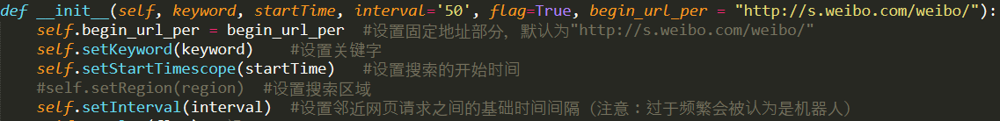 def __init__(self, keyword, startTime, interval='50', flag=True, begin_url_per = "http://s.weibo.com/weibo/"):
self.begin_url_per = begin_url_per  #设置固定地址部分，默认为"http://s.weibo.com/weibo/"
self.setKeyword(keyword)    #设置关键字
self.setStartTimescope(startTime)   #设置搜索的开始时间
#self.setRegion(region)  #设置搜索区域
self.setInterval(interval)  #设置邻近网页请求之间的基础时间间隔（注意：过于频繁会被认为是机器人）